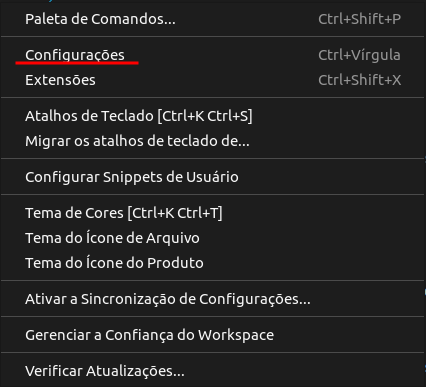 Paleta de Comandos... Ctrl+Shift+P
Configurações Ctrl+Vírgula
Extensões Ctrl+Shift+X
Atalhos de Teclado [Ctrl+K Ctrl+S]
Migrar os atalhos de teclado de...
Configurar Snippets de Usuário
Tema de Cores [Ctrl+K Ctrl+T]
Tema do Ícone de Arquivo
Tema do Ícone do Produto
Ativar a Sincronização de Configurações...
Gerenciar a Confiança do Workspace
Verificar Atualizações...